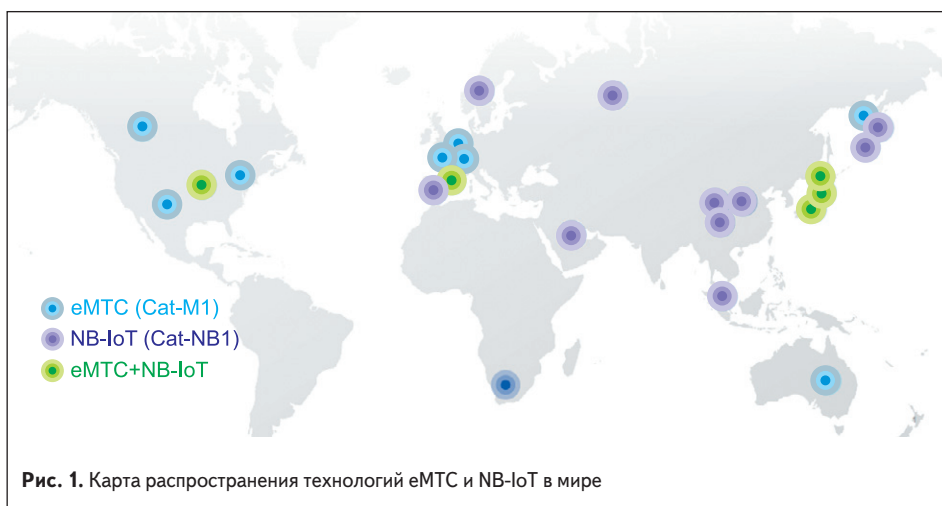 eMTC (Cat-M1)
NB-IoT (Cat-NB1)
eMTC+NB-IoT
Рис. 1. Карта распространения технологий eMTC и NB-IoT в мире